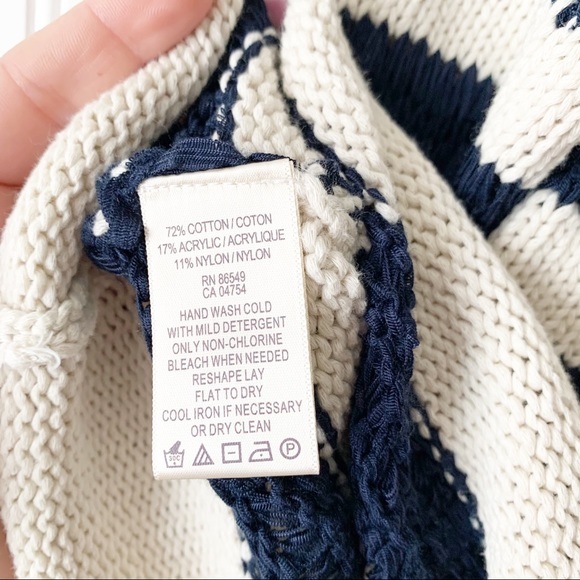 72% COTTON / COTON
17% ACRYLIC / ACRYLIQUE
11% NYLON / NYLON
RN 86549
CA 04754
HAND WASH COLD
WITH MILD DETERGENT
ONLY NON-CHLORINE
BLEACH WHEN NEEDED
RESHAPE LAY
FLAT TO DRY
COOL IRON IF NECESSARY
OR DRY CLEAN
30C P